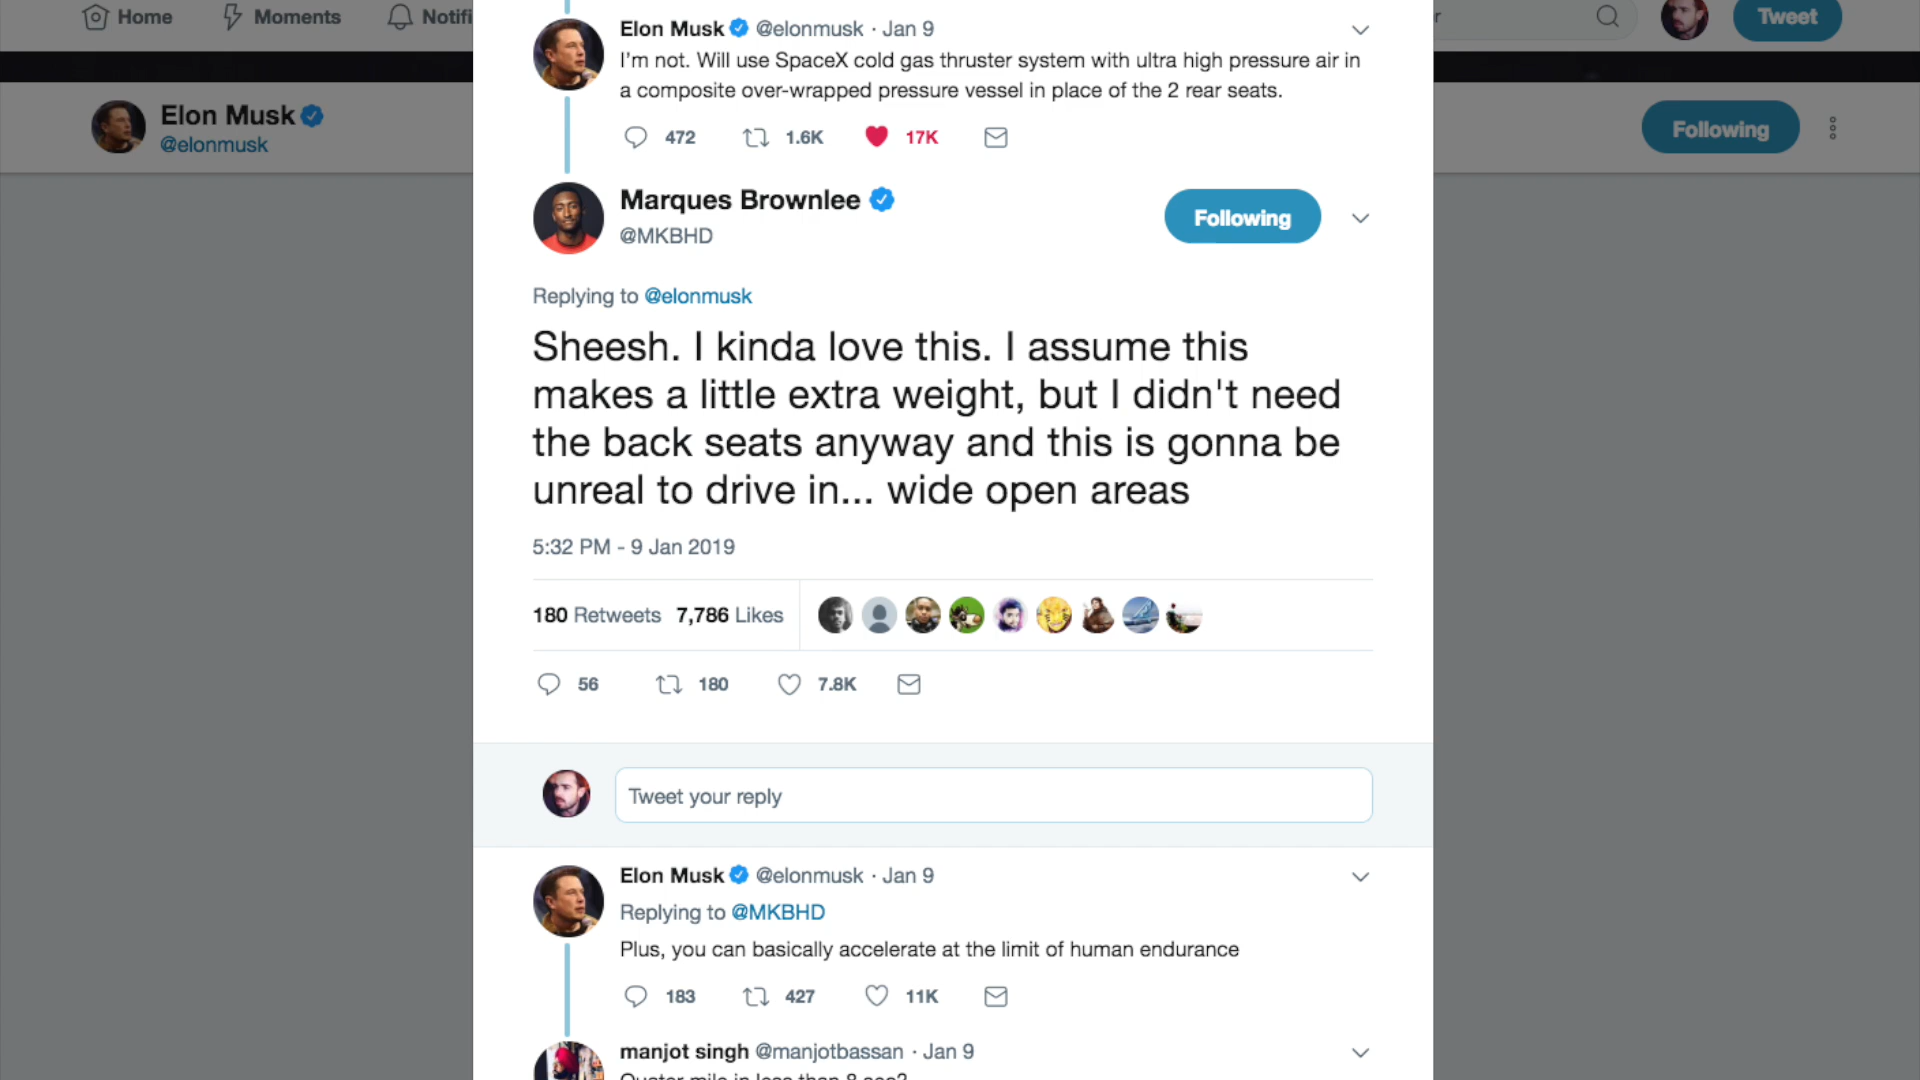 Home
Moments
Notifi
r
Tweet
Elon Musk
@elonmusk
Following
Elon Musk @elonmusk · Jan 9
I'm not. Will use SpaceX cold gas thruster system with ultra high pressure air in
a composite over-wrapped pressure vessel in place of the 2 rear seats.
472 1.6K 17K
Marques Brownlee
@MKBHD
Following
Replying to @elonmusk
Sheesh. I kinda love this. I assume this
makes a little extra weight, but I didn't need
the back seats anyway and this is gonna be
unreal to drive in... wide open areas
5:32 PM - 9 Jan 2019
180 Retweets 7,786 Likes
56 180 7.8K
Tweet your reply
Elon Musk @elonmusk · Jan 9
Replying to @MKBHD
Plus, you can basically accelerate at the limit of human endurance
183 427 11K
manjot singh @manjotbassan · Jan 9
Quater mile in less than 8 sec?